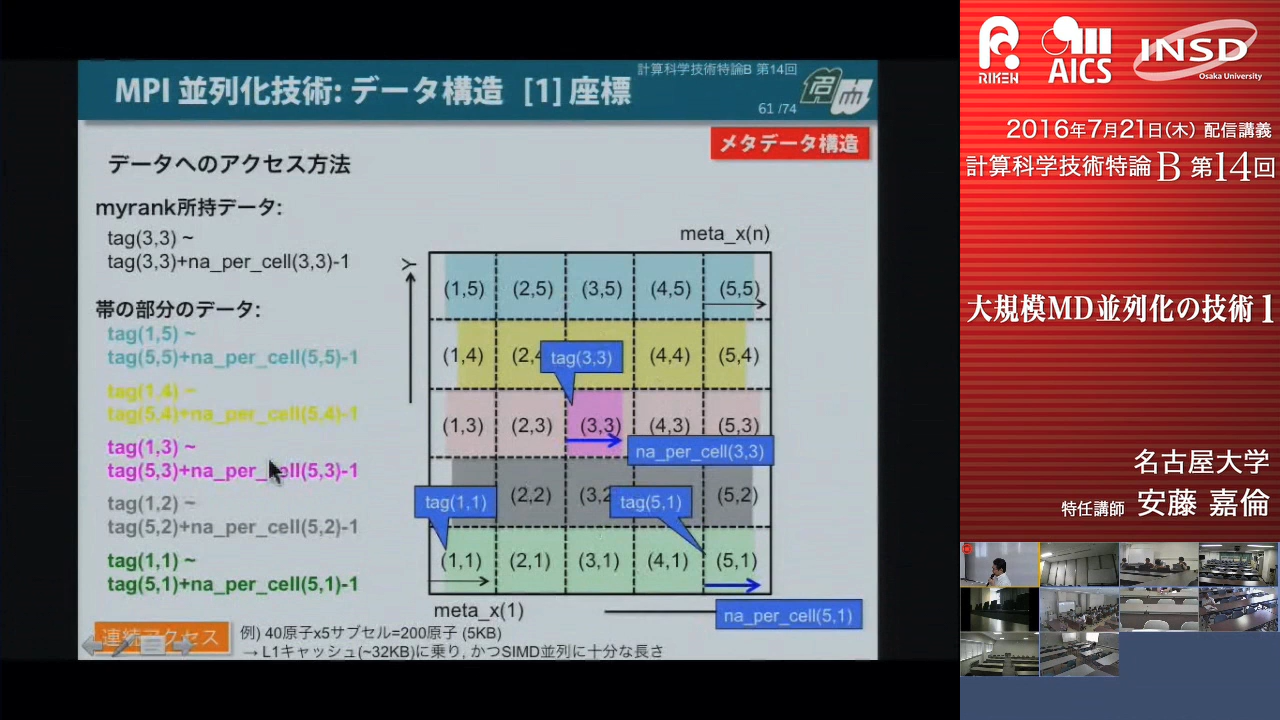 MPI 並列化技術: データ構造 [1] 座標
計算科学技術特論B 第14回
61 /74
メタデータ構造
データへのアクセス方法
myrank所持データ:
tag(3,3) ~
tag(3,3)+na_per_cell(3,3)-1
帯の部分のデータ:
tag(1,5) ~
tag(5,5)+na_per_cell(5,5)-1
tag(1,4) ~
tag(5,4)+na_per_cell(5,4)-1
tag(1,3) ~
tag(5,3)+na_per_cell(5,3)-1
tag(1,2) ~
tag(5,2)+na_per_cell(5,2)-1
tag(1,1) ~
tag(5,1)+na_per_cell(5,1)-1
meta_x(n)
Y
(1,5) (2,5) (3,5) (4,5) (5,5)
(1,4) (2,4 tag(3,3) (4,4) (5,4)
(1,3) (2,3) (3,3) (4,3) (5,3)
na_per_cell(3,3)
tag(1,1) (2,2) (3,2 tag(5,1) (5,2)
(1,1) (2,1) (3,1) (4,1) (5,1)
meta_x(1)
na_per_cell(5,1)
連続アクセス
例) 40原子x5サブセル=200原子 (5KB)
→ L1キャッシュ(~32KB)に乗り, かつSIMD並列に十分な長さ
RIKEN
AICS
INSD
Osaka University
2016年7月21日(木) 配信講義
計算科学技術特論 B 第14回
大規模MD並列化の技術1
名古屋大学
特任講師 安藤 嘉倫